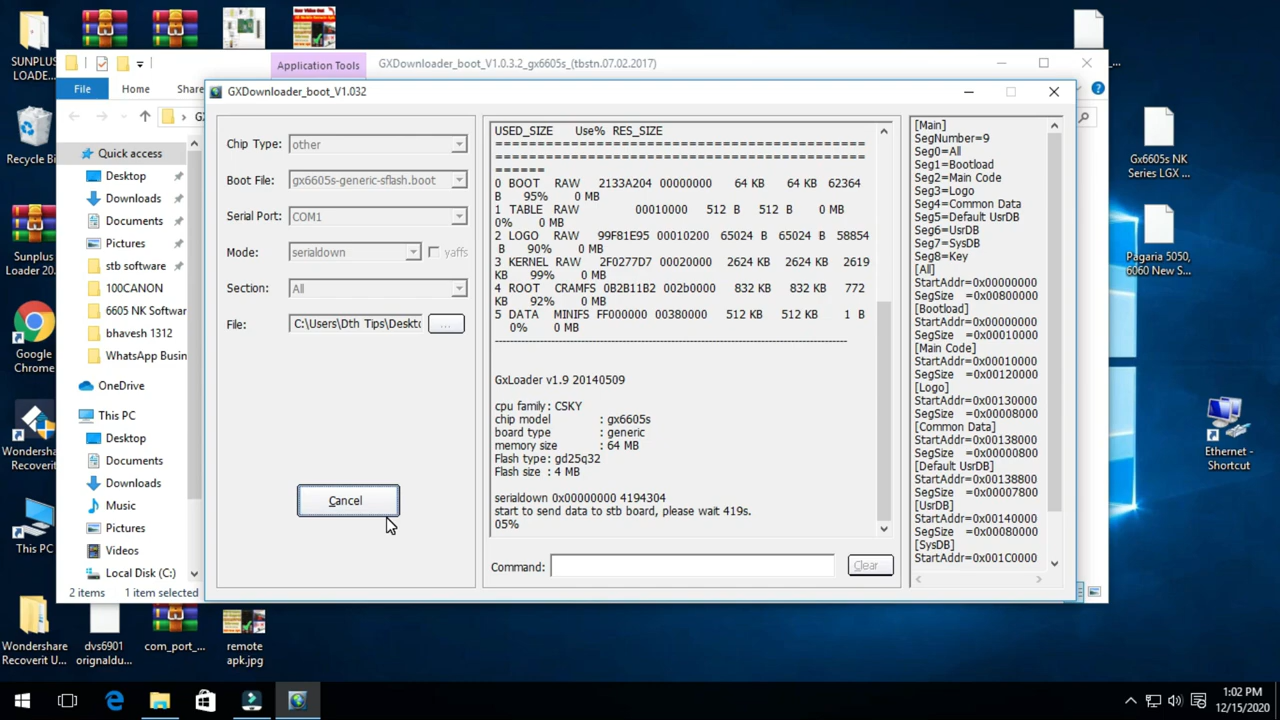 SUNPLUS
LOADE...
Recycle Bi
Sunplus
Loader 20.
Google
Chrome
Wondersha
Recoverit
This PC
Wondershare
Recoverit U...
dvs6901
orignaldu...
com_port_...
remote
apk.jpg
Gx6605s NK
Series LGX ...
Pagaria 5050,
6060 New S...
Ethernet -
Shortcut
Application Tools
GXDownloader_boot_V1.0.3.2_gx6605s_(tbstn.07.02.2017)
File
Home
Share
G
Quick access
Desktop
Downloads
Documents
Pictures
stb software
100CANON
6605 NK Softwar
bhavesh 1312
WhatsApp Busin
OneDrive
This PC
Desktop
Documents
Downloads
Music
Pictures
Videos
Local Disk (C:)
2 items
1 item selected
GXDownloader_boot_V1.032
Chip Type:
other
Boot File:
gx6605s-generic-sflash.boot
Serial Port:
COM1
Mode:
serialdown
yaffs
Section:
All
File:
C:\Users\Dth Tips\Deskto
...
Cancel
USED_SIZE Use% RES_SIZE
================================================
================================================
======
0 BOOT RAW 2133A204 00000000 64 KB 64 KB 62364
B 95% 0 MB
1 TABLE RAW 00010000 512 B 512 B 0 MB
0% 0 MB
2 LOGO RAW 99F81E95 00010200 65024 B 65024 B 58854
B 90% 0 MB
3 KERNEL RAW 2F0277D7 00020000 2624 KB 2624 KB 2619
KB 99% 0 MB
4 ROOT CRAMFS 0B2B11B2 002b0000 832 KB 832 KB 772
KB 92% 0 MB
5 DATA MINIFS FF000000 00380000 512 KB 512 KB 1 B
0% 0 MB
--------------------------------------------------------------------------------
GxLoader v1.9 20140509
cpu family : CSKY
chip model : gx6605s
board type : generic
memory size : 64 MB
Flash type: gd25q32
Flash size : 4 MB
serialdown 0x00000000 4194304
start to send data to stb board, please wait 419s.
05%
Command:
Clear
[Main]
SegNumber=9
Seg0=All
Seg1=Bootload
Seg2=Main Code
Seg3=Logo
Seg4=Common Data
Seg5=Default UsrDB
Seg6=UsrDB
Seg7=SysDB
Seg8=Key
[All]
StartAddr=0x00000000
SegSize =0x00800000
[Bootload]
StartAddr=0x00000000
SegSize =0x00010000
[Main Code]
StartAddr=0x00010000
SegSize =0x00120000
[Logo]
StartAddr=0x00130000
SegSize =0x00008000
[Common Data]
StartAddr=0x00138000
SegSize =0x00000800
[Default UsrDB]
StartAddr=0x00138800
SegSize =0x00007800
[UsrDB]
StartAddr=0x00140000
SegSize =0x00080000
[SysDB]
StartAddr=0x001C0000
1:02 PM
12/15/2020